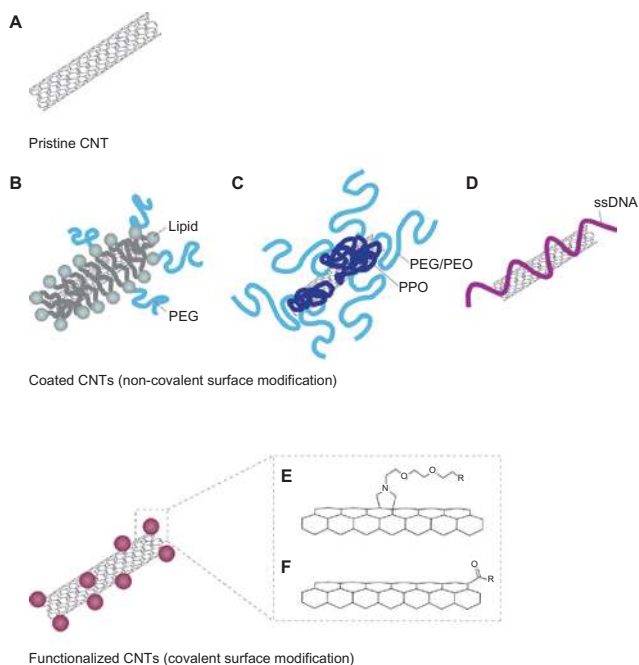 A
Pristine CNT
B
C
D
ssDNA
Lipid
PEG/PEO
PPO
PEG
Coated CNTs (non-covalent surface modification)
E
N
O
O
R
F
O
R
Functionalized CNTs (covalent surface modification)